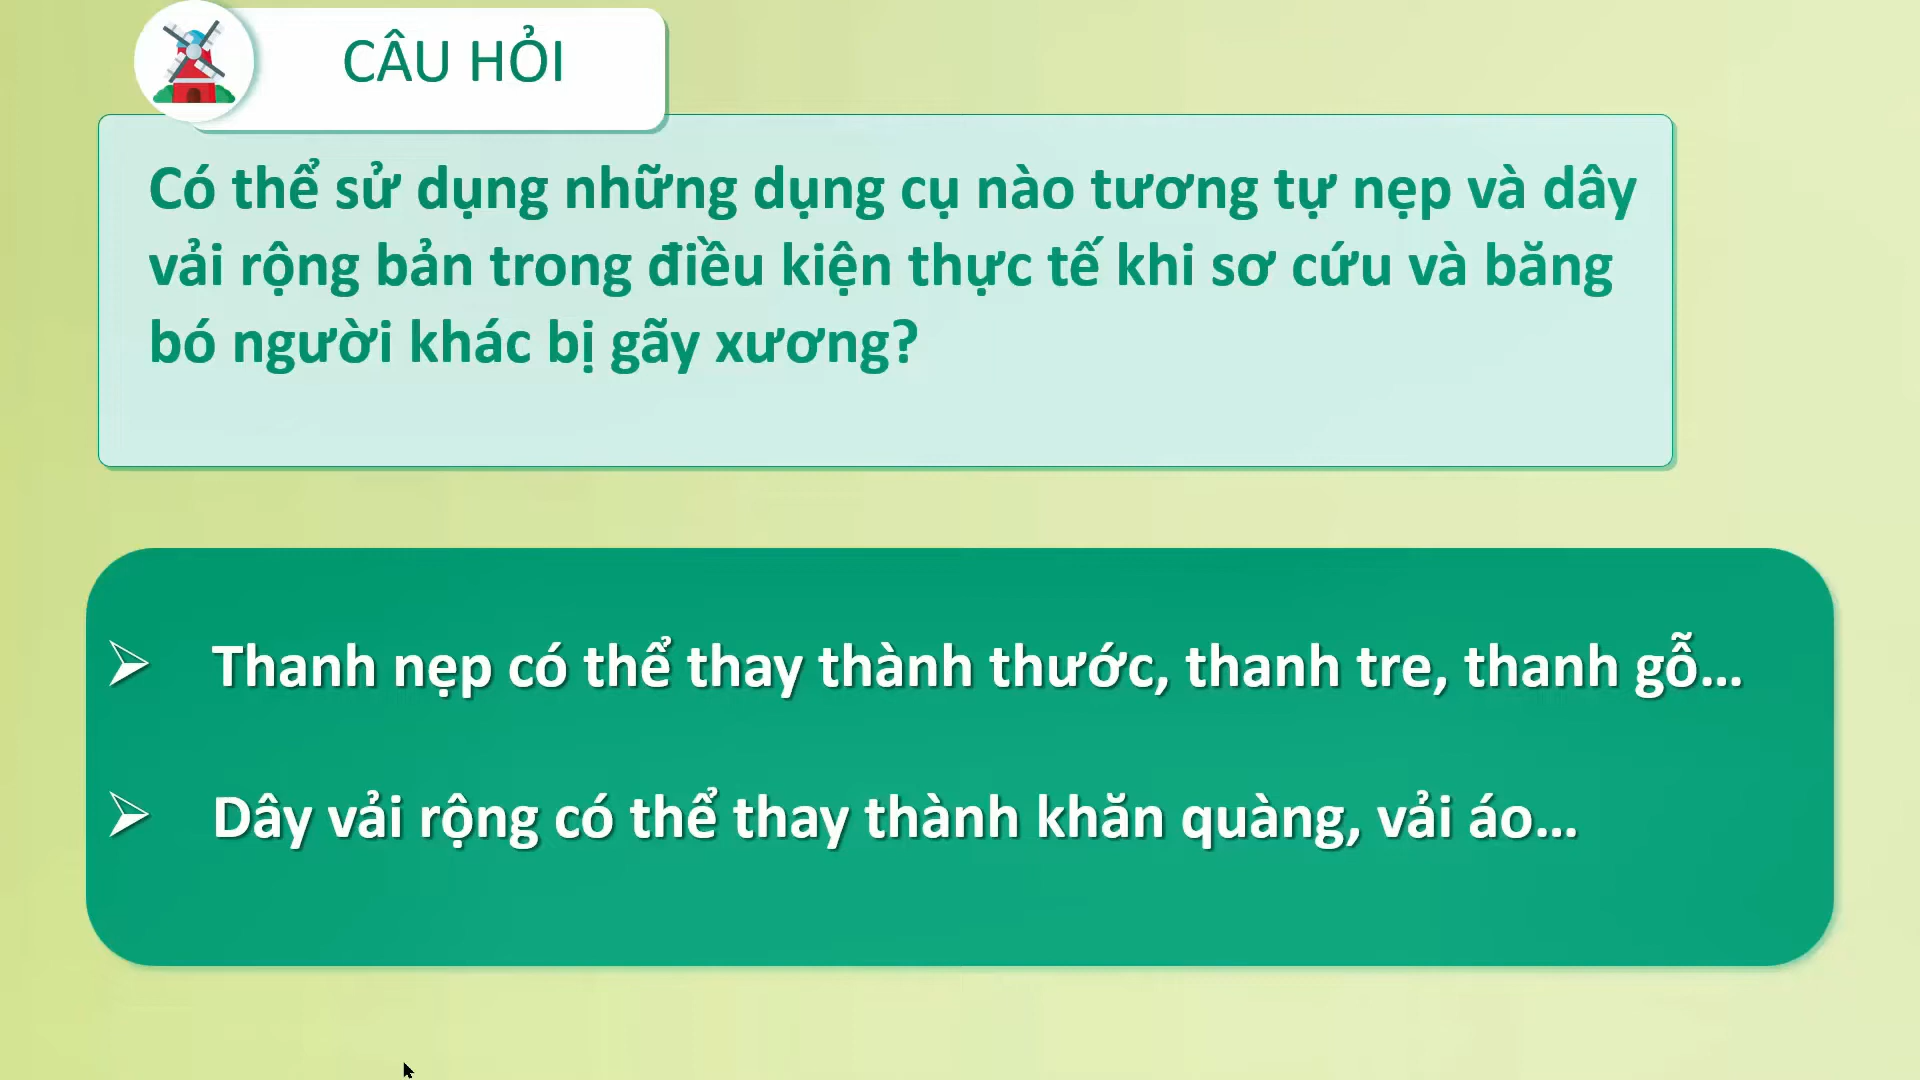 CÂU HỎI
Có thể sử dụng những dụng cụ nào tương tự nẹp và dây
vải rộng bản trong điều kiện thực tế khi sơ cứu và băng
bó người khác bị gãy xương?
Thanh nẹp có thể thay thành thước, thanh tre, thanh gỗ...
Dây vải rộng có thể thay thành khăn quàng, vải áo...